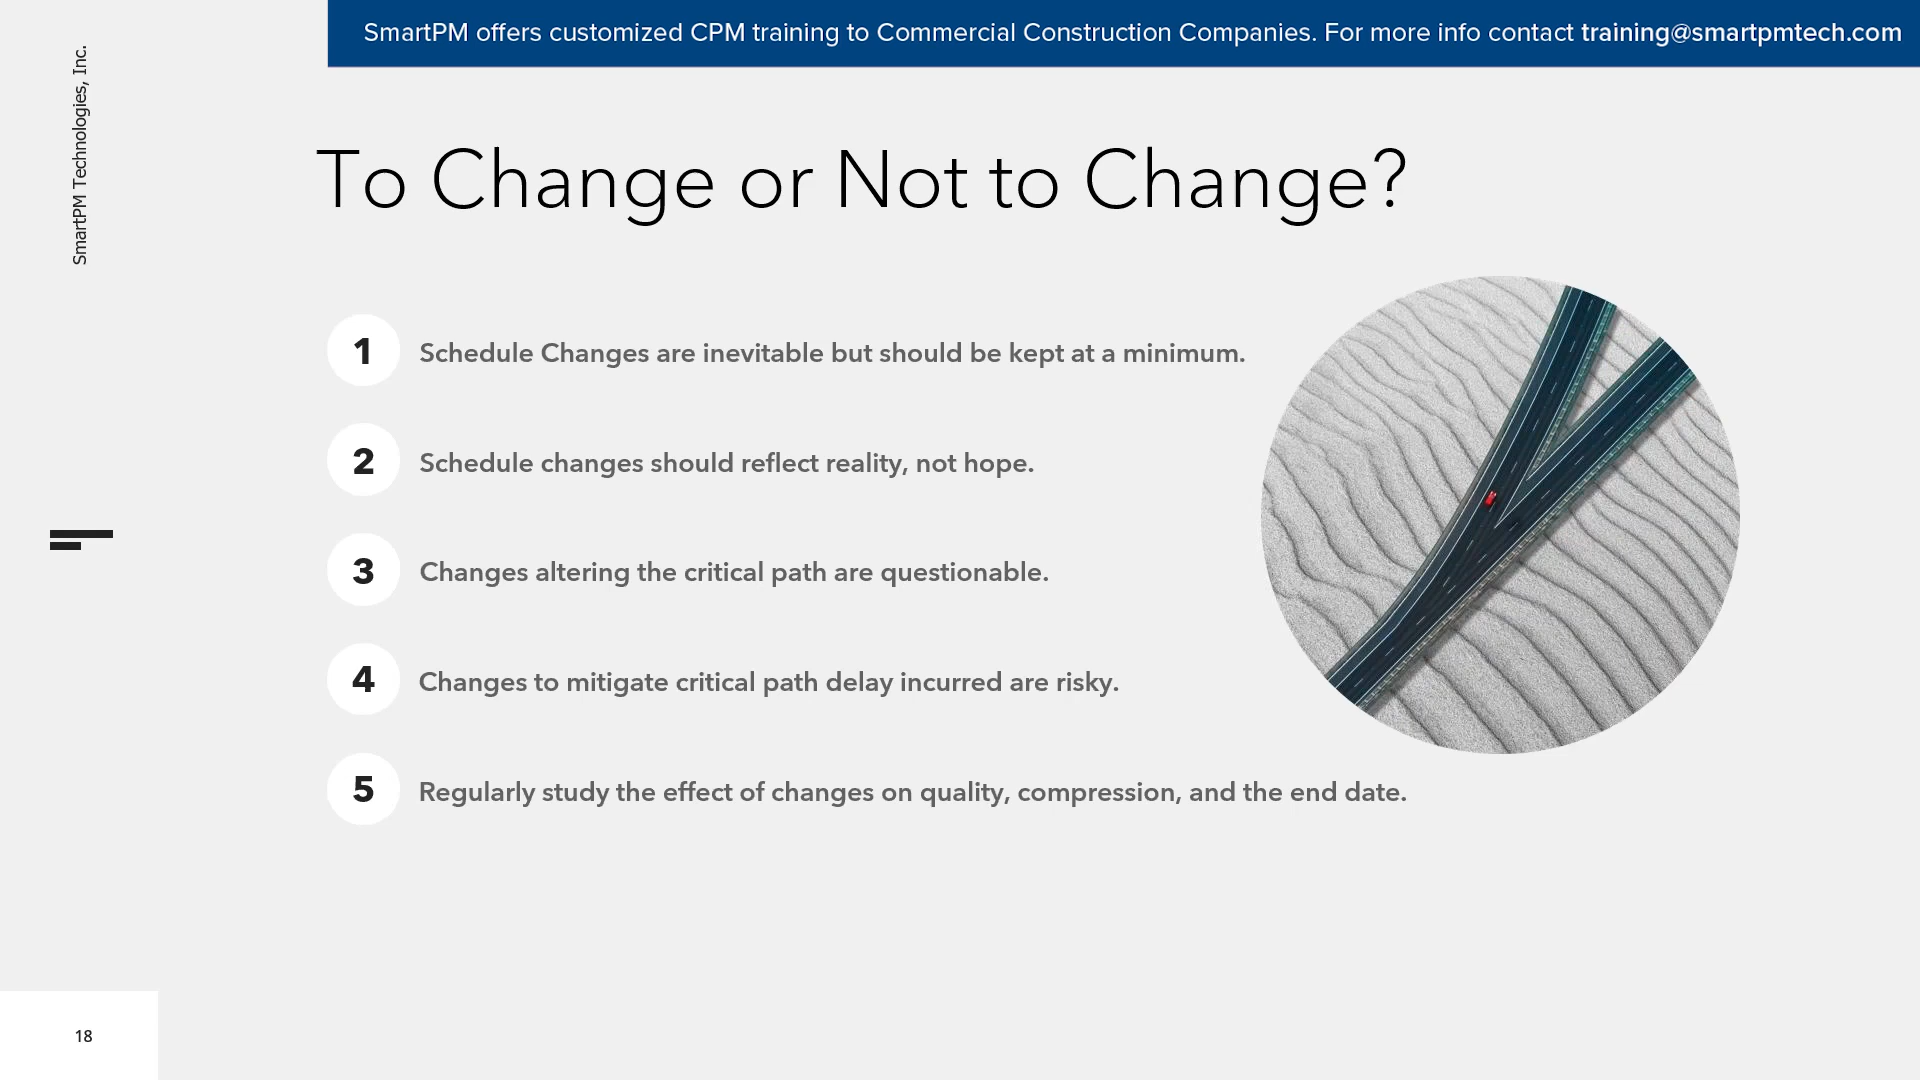 SmartPM offers customized CPM training to Commercial Construction Companies. For more info contact training@smartpmtech.com
SmartPM Technologies, Inc.
To Change or Not to Change?
1 Schedule Changes are inevitable but should be kept at a minimum.
2 Schedule changes should reflect reality, not hope.
3 Changes altering the critical path are questionable.
4 Changes to mitigate critical path delay incurred are risky.
5 Regularly study the effect of changes on quality, compression, and the end date.
18